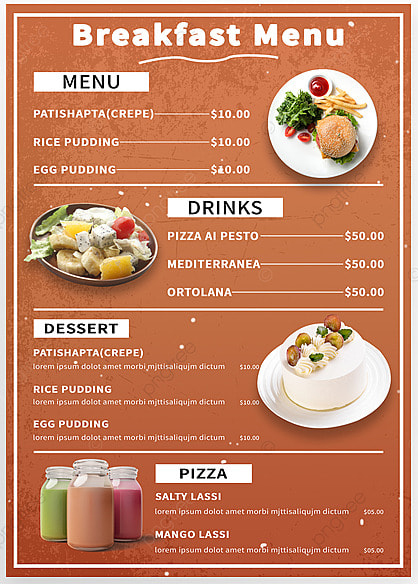 Breakfast Menu
MENU
PATISHAPTA(CREPE) $10.00
RICE PUDDING $10.00
EGG PUDDING $10.00
DRINKS
PIZZA AI PESTO $50.00
MEDITERRANEA $50.00
ORTOLANA $50.00
DESSERT
PATISHAPTA(CREPE)
lorem ipsum dolot amet morbi mjttisaliqujm dictum $10.00
RICE PUDDING
lorem ipsum dolot amet morbi mjttisaliqujm dictum $10.00
EGG PUDDING
lorem ipsum dolot amet morbi mjttisaliqujm dictum $10.00
PIZZA
SALTY LASSI
lorem ipsum dolot amet morbi mjttisaliqujm dictum $05.00
MANGO LASSI
lorem ipsum dolot amet morbi mjttisaliqujm dictum $05.00